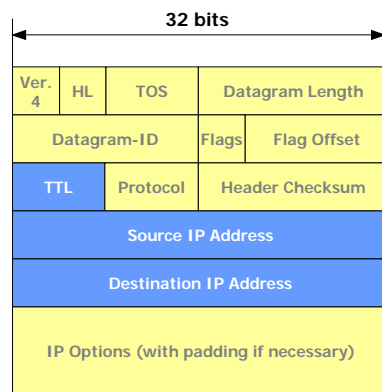 32 bits
Ver. 4 HL TOS Datagram Length
Datagram-ID Flags Flag Offset
TTL Protocol Header Checksum
Source IP Address
Destination IP Address
IP Options (with padding if necessary)